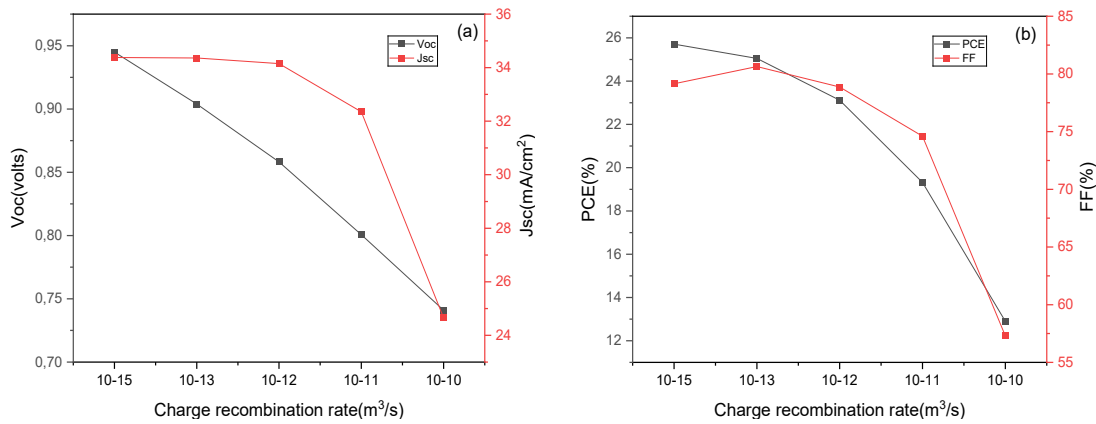 (a)
Voc
Jsc
0,95
0,90
0,85
0,80
0,75
0,70
Voc(volts)
36
34
32
30
28
26
24
Jsc(mA/cm²)
10-15 10-13 10-12 10-11 10-10
Charge recombination rate(m³/s)
(b)
PCE
FF
26
24
22
20
18
16
14
12
PCE(%)
85
80
75
70
65
60
55
FF(%)
10-15 10-13 10-12 10-11 10-10
Charge recombination rate(m³/s)